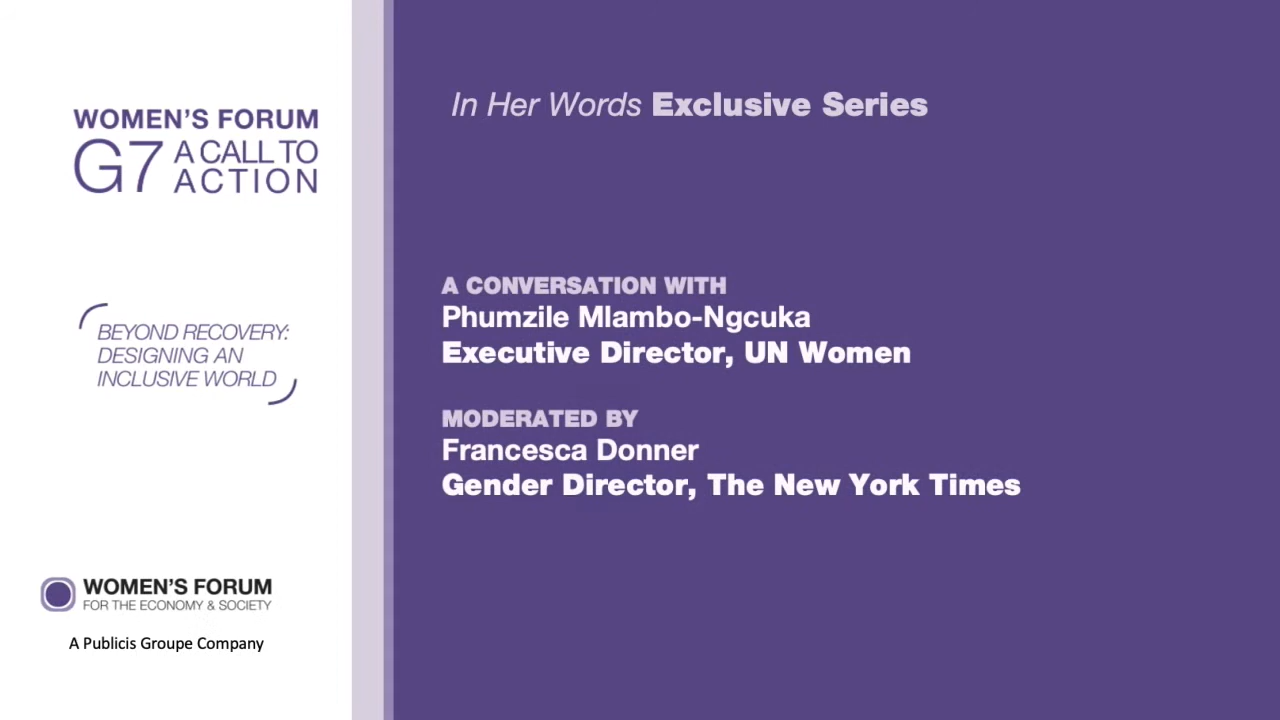 WOMEN'S FORUM
G7 A CALL TO
ACTION
BEYOND RECOVERY:
DESIGNING AN
INCLUSIVE WORLD
WOMEN'S FORUM
FOR THE ECONOMY & SOCIETY
A Publicis Groupe Company
In Her Words Exclusive Series
A CONVERSATION WITH
Phumzile Mlambo-Ngcuka
Executive Director, UN Women
MODERATED BY
Francesca Donner
Gender Director, The New York Times